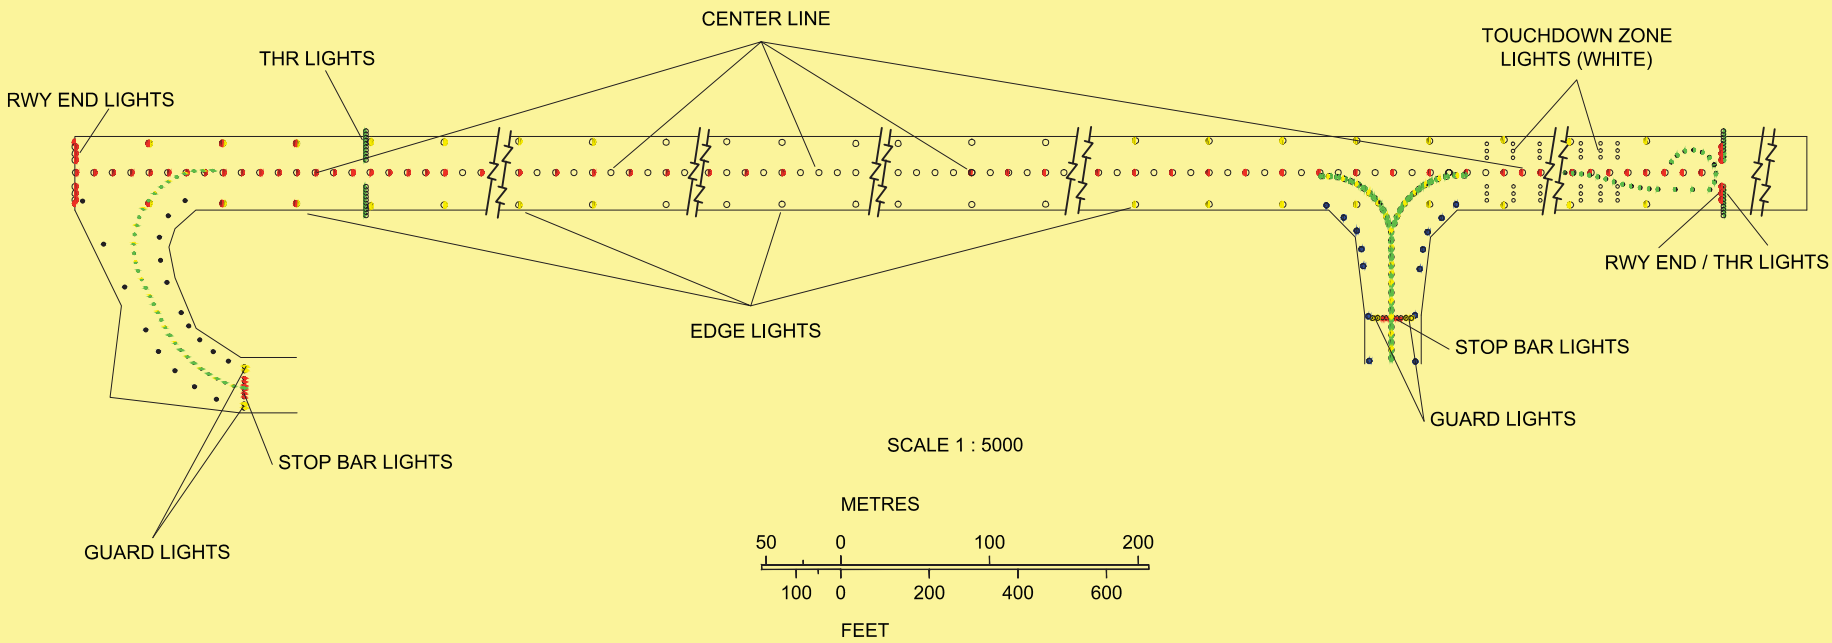 CENTER LINE
THR LIGHTS
TOUCHDOWN ZONE
LIGHTS (WHITE)
RWY END LIGHTS
RWY END / THR LIGHTS
EDGE LIGHTS
STOP BAR LIGHTS
GUARD LIGHTS
SCALE 1 : 5000
STOP BAR LIGHTS
METRES
GUARD LIGHTS
50 0 100 200
100 0 200 400 600
FEET